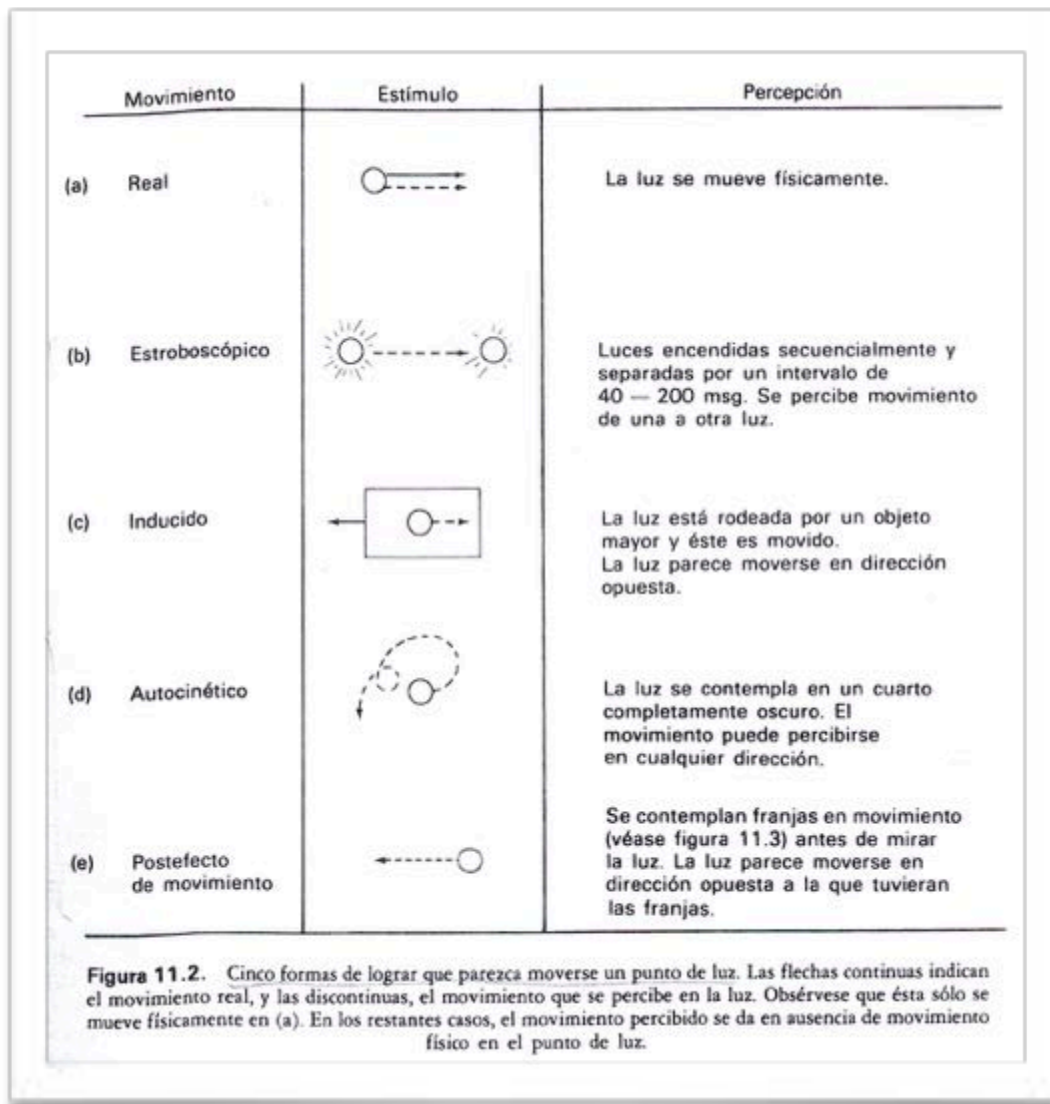 Movimiento Estímulo Percepción
(a) Real La luz se mueve físicamente.
(b) Estroboscópico Luces encendidas secuencialmente y
separadas por un intervalo de
40 — 200 msg. Se percibe movimiento
de una a otra luz.
(c) Inducido La luz está rodeada por un objeto
mayor y éste es movido.
La luz parece moverse en dirección
opuesta.
(d) Autocinético La luz se contempla en un cuarto
completamente oscuro. El
movimiento puede percibirse
en cualquier dirección.
(e) Postefecto
de movimiento
Se contemplan franjas en movimiento
(véase figura 11.3) antes de mirar
la luz. La luz parece moverse en
dirección opuesta a la que tuvieran
las franjas.
Figura 11.2. Cinco formas de lograr que parezca moverse un punto de luz. Las flechas continuas indican
el movimiento real, y las discontinuas, el movimiento que se percibe en la luz. Obsérvese que ésta sólo se
mueve físicamente en (a). En los restantes casos, el movimiento percibido se da en ausencia de movimiento
físico en el punto de luz.